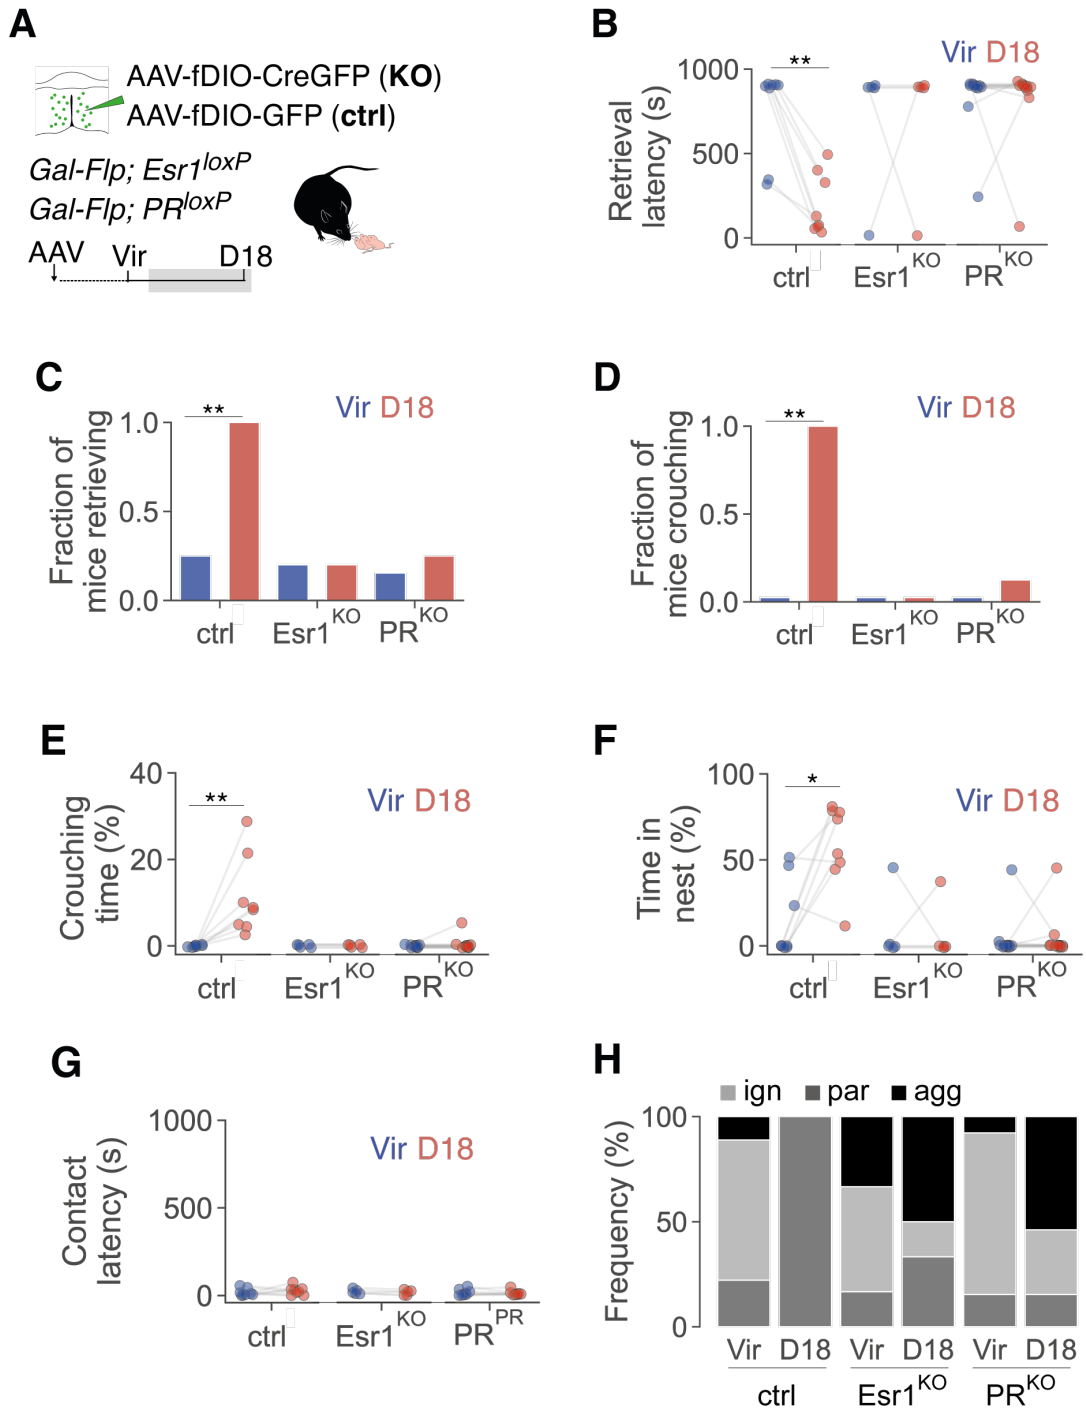 A
AAV-fDIO-CreGFP (KO)
AAV-fDIO-GFP (ctrl)
Gal-Flp; Esr1loxP
Gal-Flp; PRloxP
AAV Vir D18
B
Vir D18
**
Retrieval
latency (s)
1000
500
0
ctrl Esr1KO PRKO
C
Vir D18
**
Fraction of
mice retrieving
1.0
0.5
0.0
ctrl Esr1KO PRKO
D
Vir D18
**
Fraction of
mice crouching
1.0
0.5
0.0
ctrl Esr1KO PRKO
E
Vir D18
**
Crouching
time (%)
40
20
0
ctrl Esr1KO PRKO
F
Vir D18
*
Time in
nest (%)
100
50
0
ctrl Esr1KO PRKO
G
Vir D18
Contact
latency (s)
1000
500
0
ctrl Esr1KO PRPR
H
ign par agg
Frequency (%)
100
50
0
Vir D18 Vir D18 Vir D18
ctrl Esr1KO PRKO